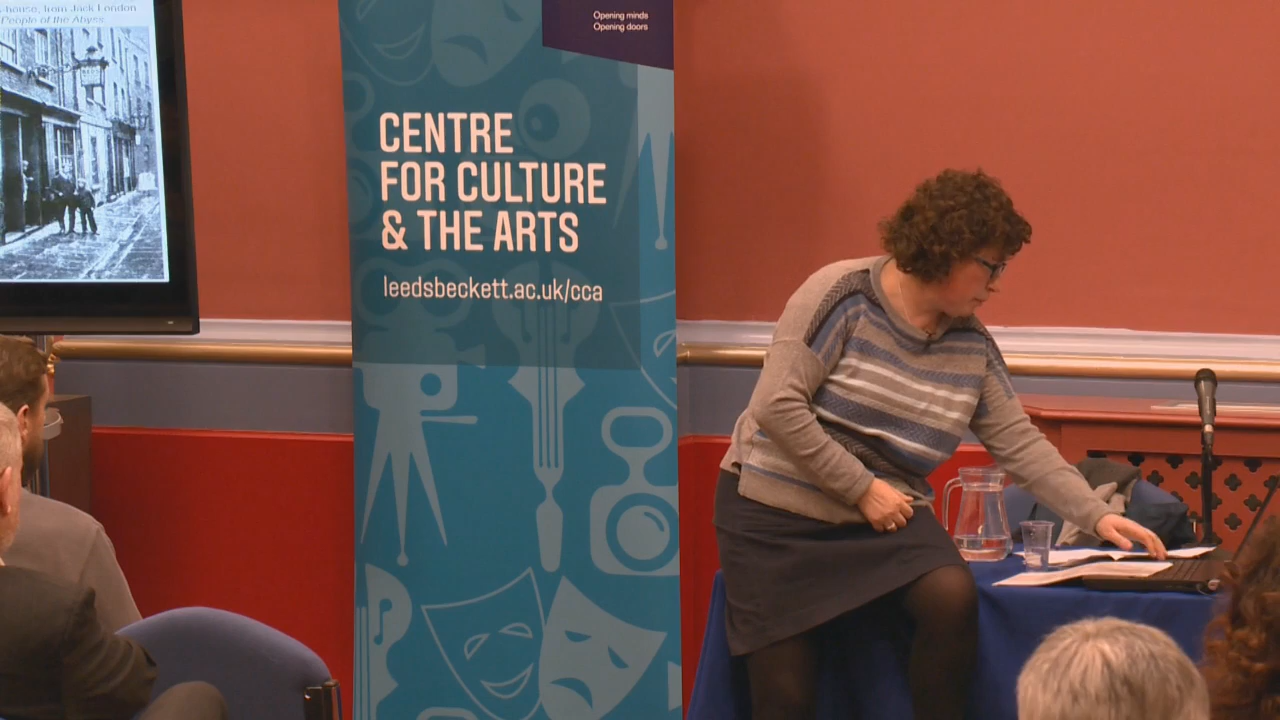 -house, from Jack London
People of the Abyss
Opening minds
Opening doors
CENTRE
FOR CULTURE
& THE ARTS
leedsbeckett.ac.uk/cca